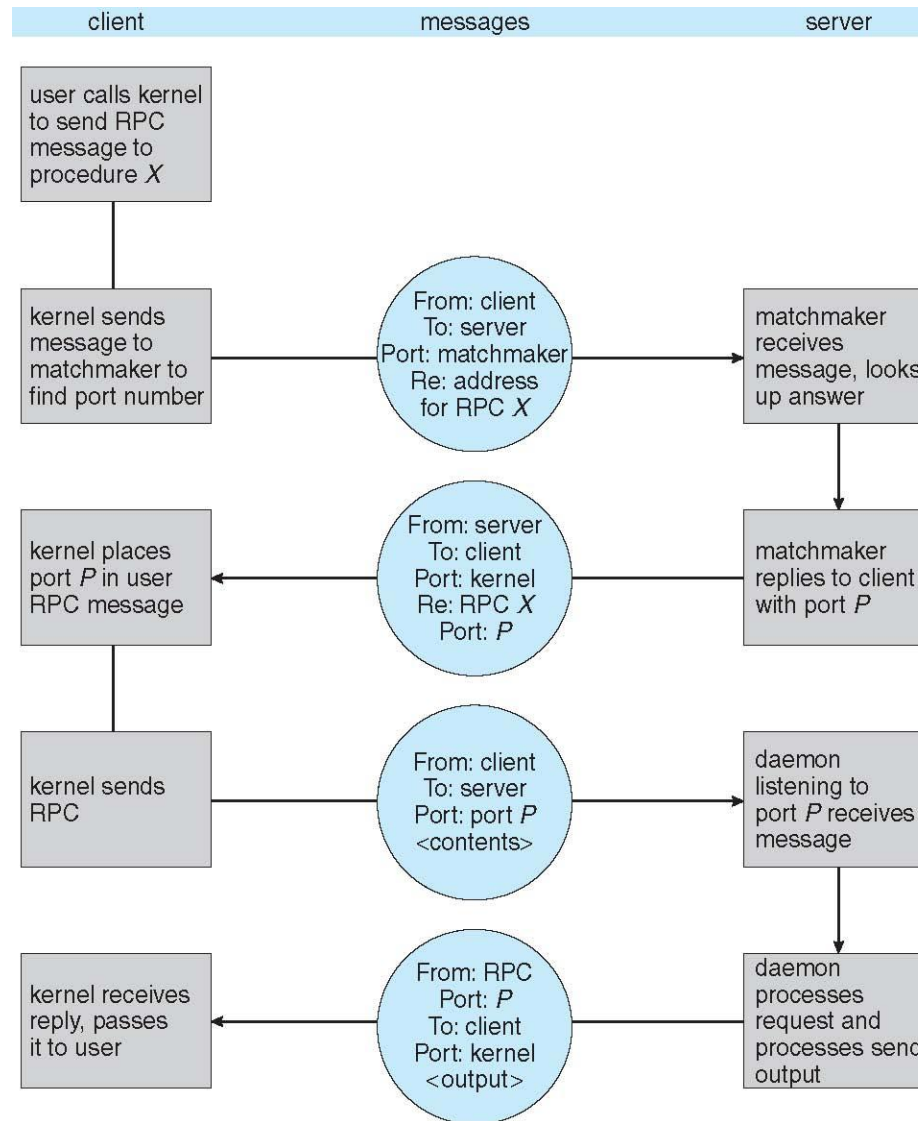 client
messages
server
user calls kernel
to send RPC
message to
procedure X
kernel sends
message to
matchmaker to
find port number
From: client
To: server
Port: matchmaker
Re: address
for RPC X
matchmaker
receives
message, looks
up answer
kernel places
port P in user
RPC message
From: server
To: client
Port: kernel
Re: RPC X
Port: P
matchmaker
replies to client
with port P
kernel sends
RPC
From: client
To: server
Port: port P
<contents>
daemon
listening to
port P receives
message
kernel receives
reply, passes
it to user
From: RPC
Port: P
To: client
Port: kernel
<output>
daemon
processes
request and
processes send
output